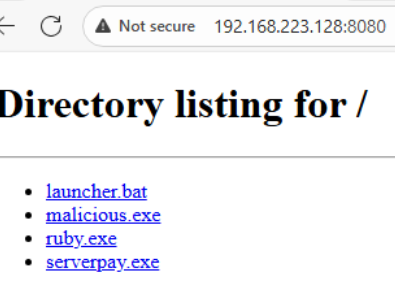 Not secure 192.168.223.128:8080
Directory listing for /
launcher.bat
malicious.exe
ruby.exe
serverpay.exe